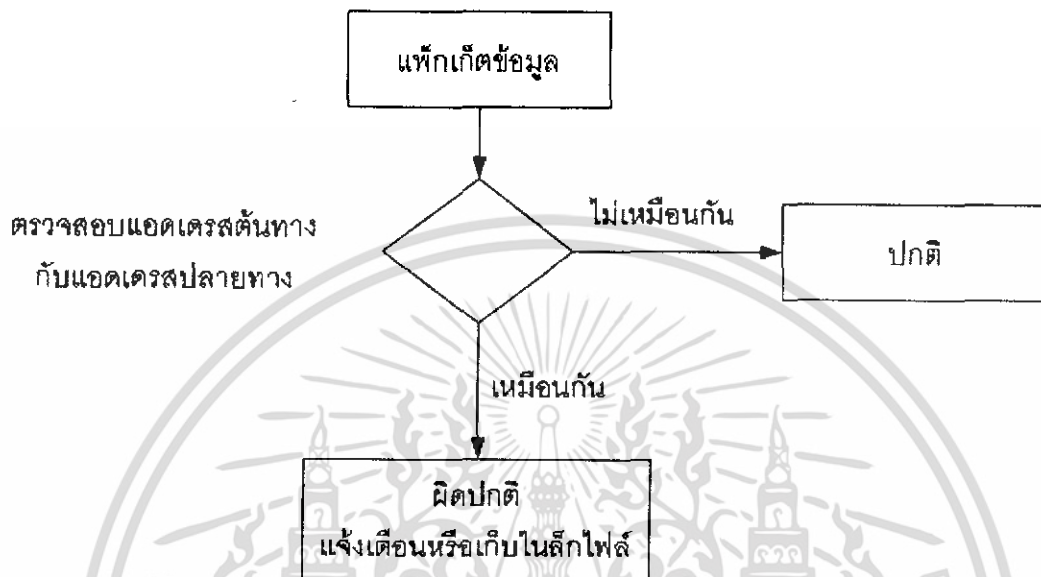 แพ็กเก็ตข้อมูล
ตรวจสอบแอดเดรสต้นทาง
กับแอดเดรสปลายทาง
ไม่เหมือนกัน
ปกติ
เหมือนกัน
ผิดปกติ
แจ้งเตือนหรือเก็บในล็กไฟล์